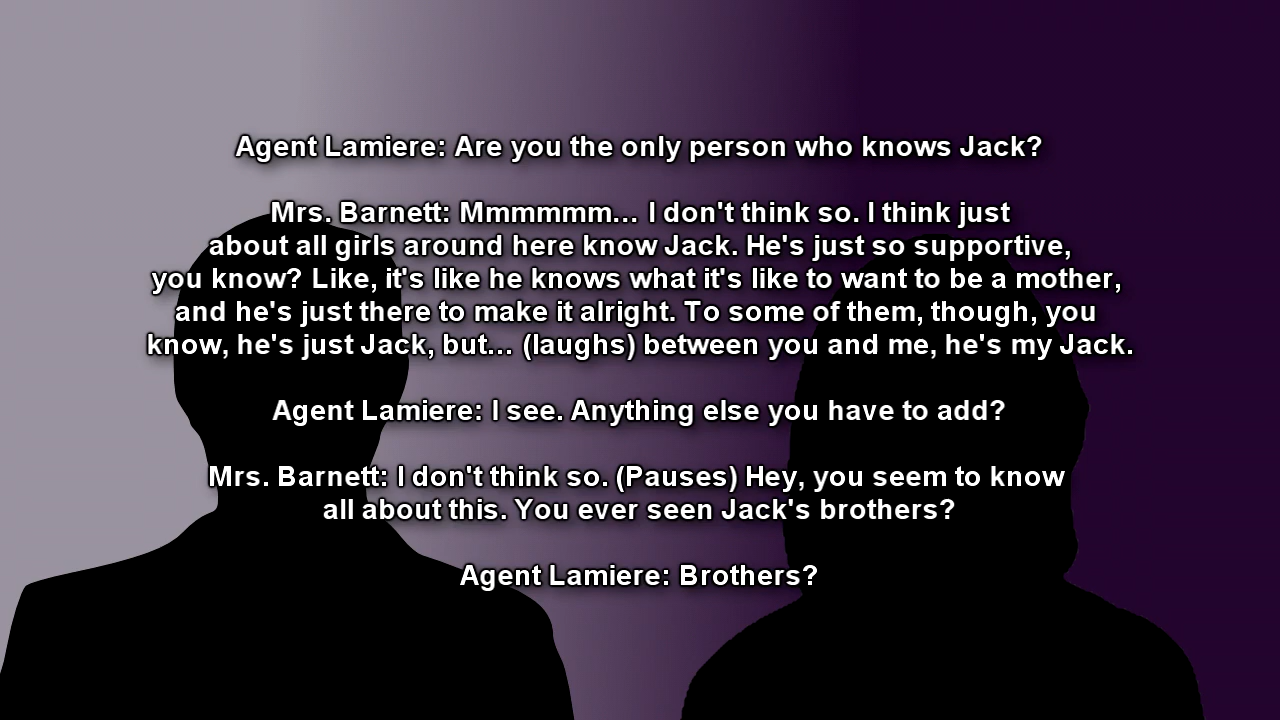 Agent Lamiere: Are you the only person who knows Jack?
Mrs. Barnett: Mmmmmm... I don't think so. I think just
about all girls around here know Jack. He's just so supportive,
you know? Like, it's like he knows what it's like to want to be a mother,
and he's just there to make it alright. To some of them, though, you
know, he's just Jack, but... (laughs) between you and me, he's my Jack.
Agent Lamiere: I see. Anything else you have to add?
Mrs. Barnett: I don't think so. (Pauses) Hey, you seem to know
all about this. You ever seen Jack's brothers?
Agent Lamiere: Brothers?